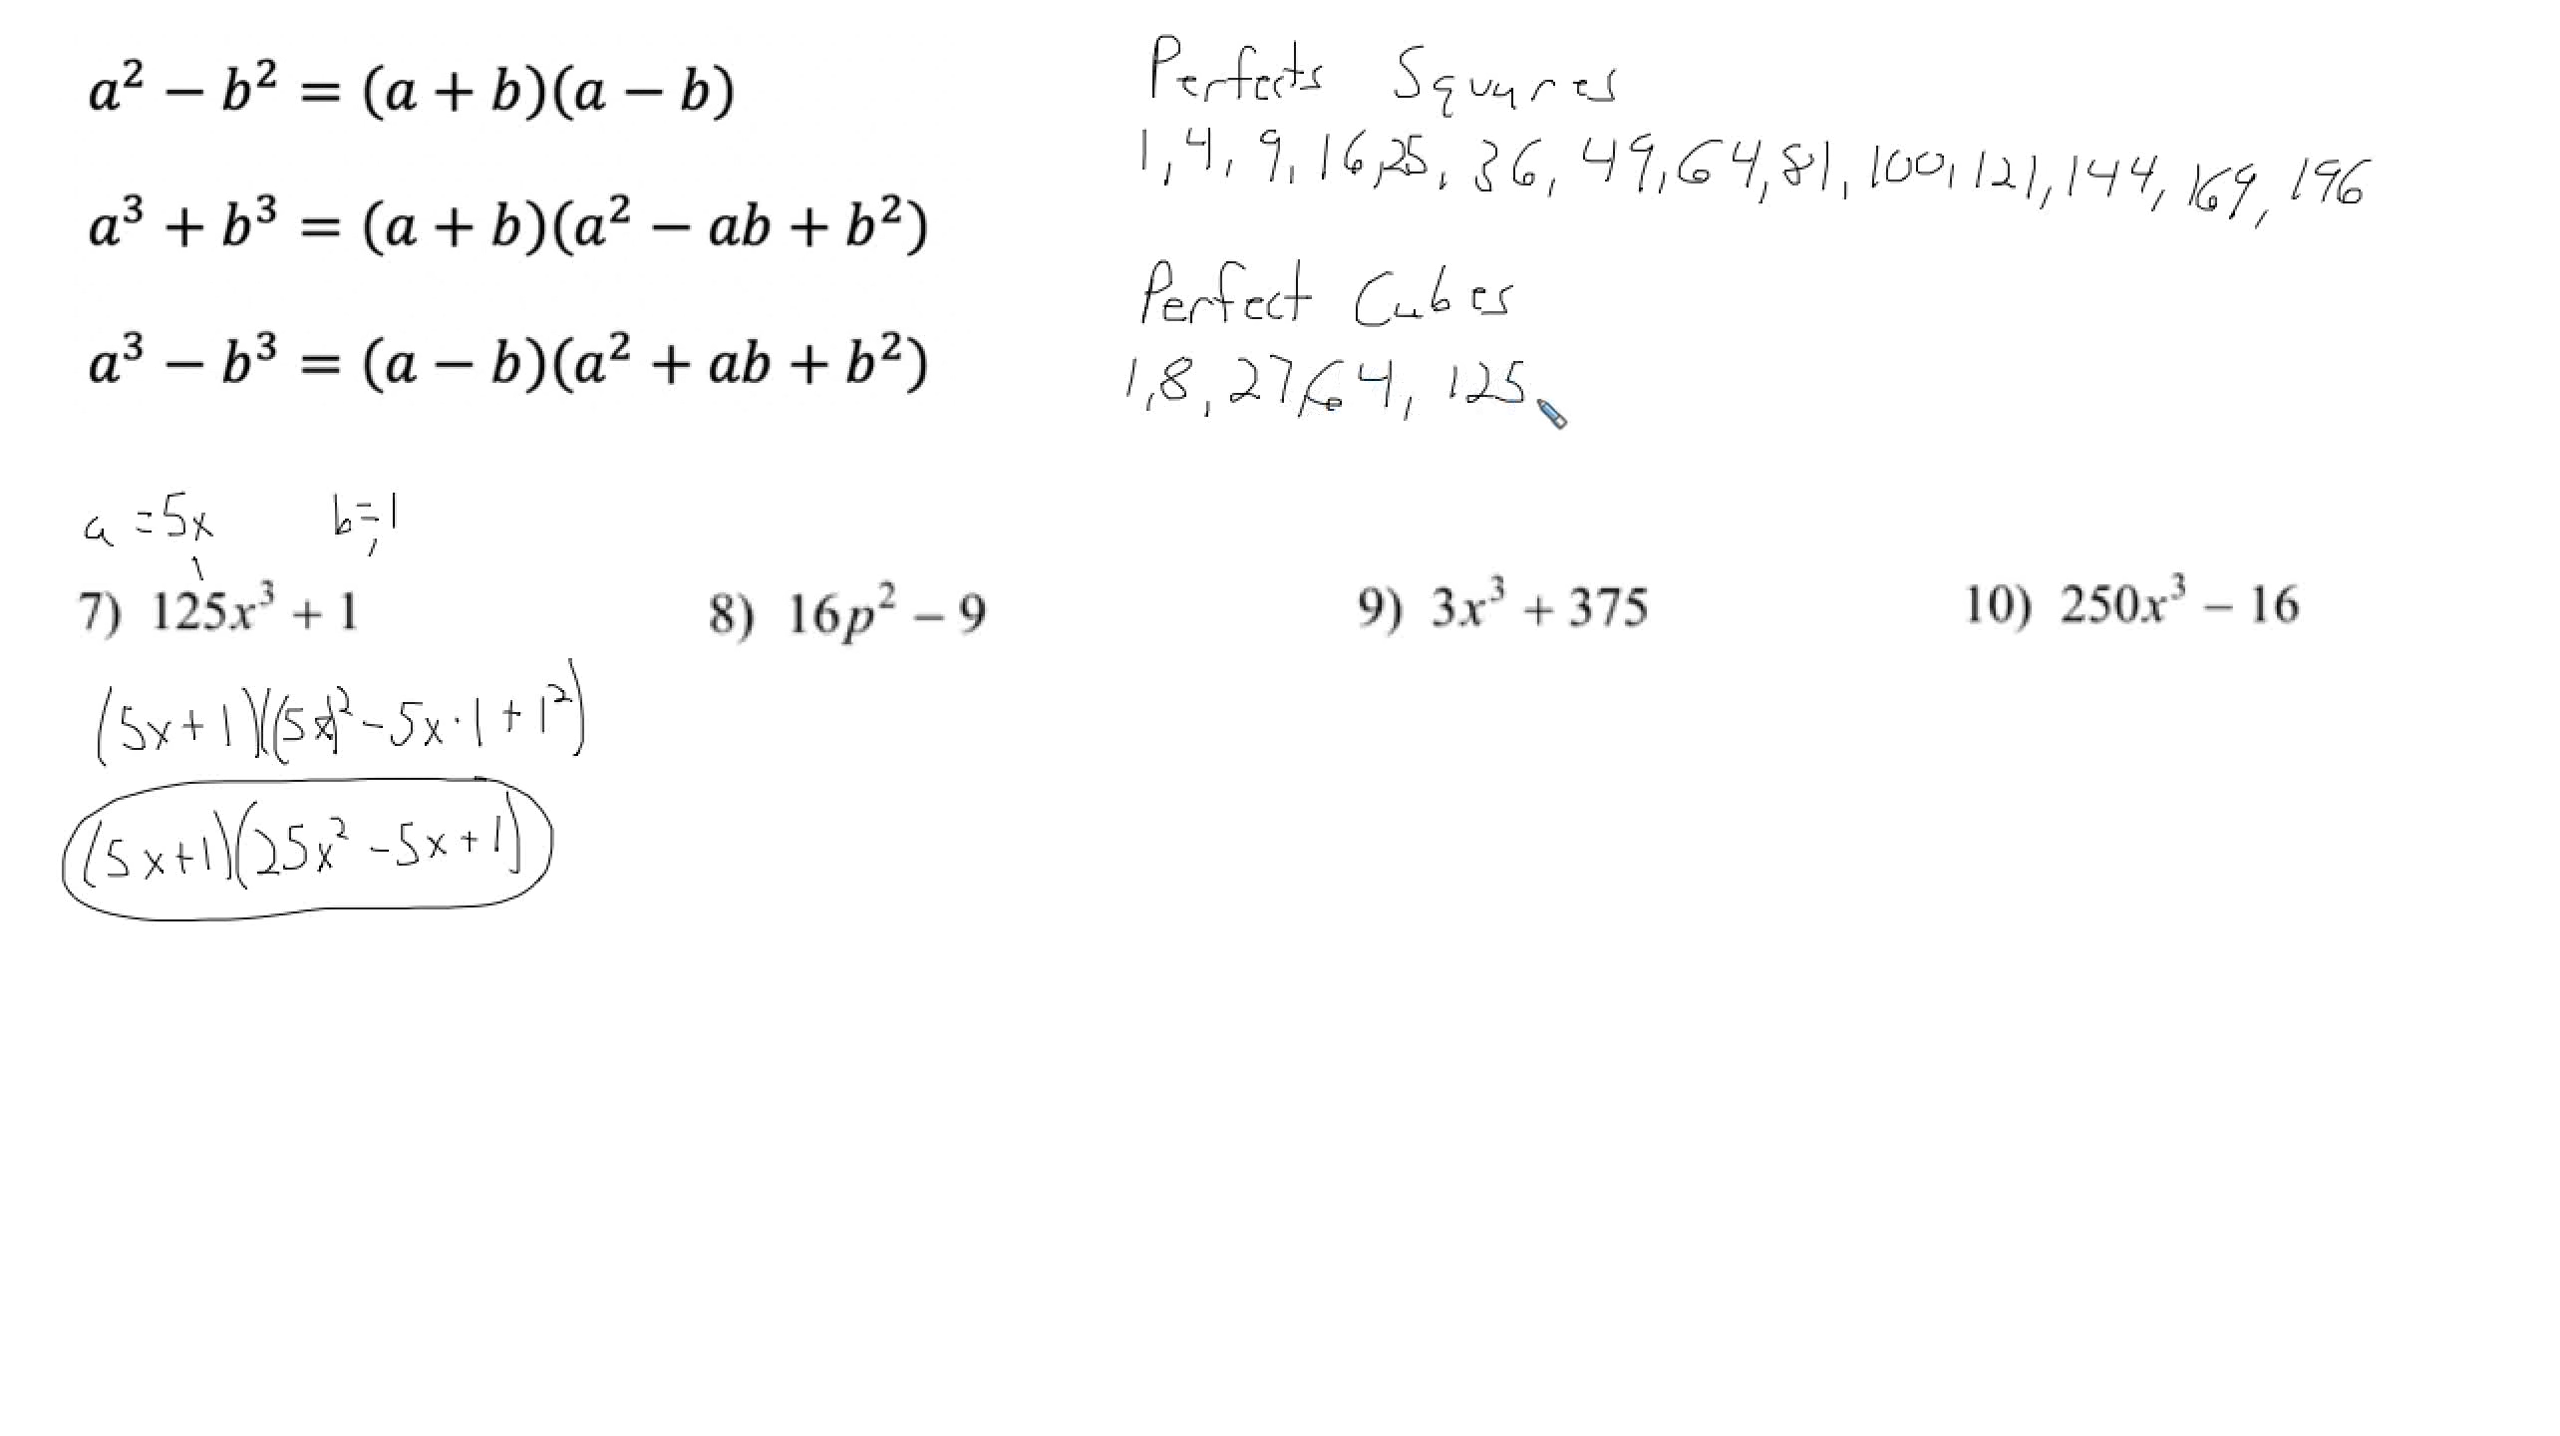 a² − b² = (a + b)(a − b)
a³ + b³ = (a + b)(a² − ab + b²)
a³ − b³ = (a − b)(a² + ab + b²)
Perfects Squares
1, 4, 9, 16, 25, 36, 49, 64, 81, 100, 121, 144, 169, 196
Perfect Cubes
1, 8, 27, 64, 125
a = 5x b = 1
7) 125x³ + 1
8) 16p² − 9
9) 3x³ + 375
10) 250x³ − 16
(5x+1)((5x)² − 5x · 1 + 1²)
(5x+1)(25x² − 5x + 1)